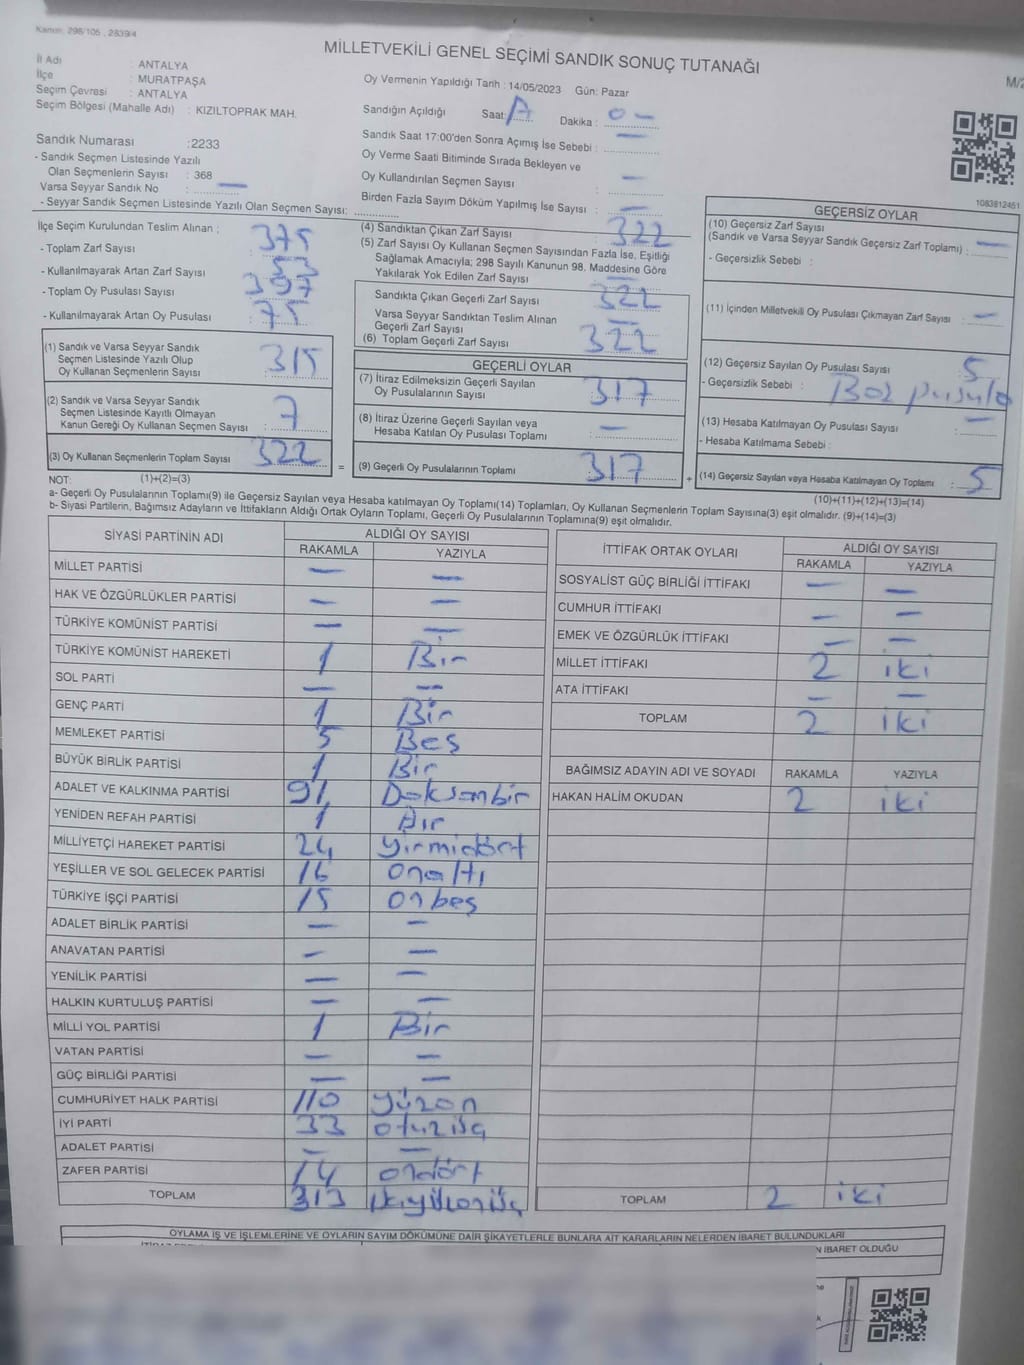 Kanun: 298/105 , 2839/4
MİLLETVEKİLİ GENEL SEÇİMİ SANDIK SONUÇ TUTANAĞI
M/2
İl Adı : ANTALYA
İlçe : MURATPAŞA
Seçim Çevresi : ANTALYA
Seçim Bölgesi (Mahalle Adı) : KIZILTOPRAK MAH.
Sandık Numarası :2233
- Sandık Seçmen Listesinde Yazılı
Olan Seçmenlerin Sayısı : 368
Varsa Seyyar Sandık No : —
- Seyyar Sandık Seçmen Listesinde Yazılı Olan Seçmen Sayısı:
Oy Vermenin Yapıldığı Tarih : 14/05/2023 Gün: Pazar
Sandığın Açıldığı Saat: Dakika : 0 —
Sandık Saat 17:00'den Sonra Açımış İse Sebebi : —
Oy Verme Saati Bitiminde Sırada Bekleyen ve
Oy Kullandırılan Seçmen Sayısı : —
Birden Fazla Sayım Döküm Yapılmış İse Sayısı : —
1083812451
İlçe Seçim Kurulundan Teslim Alınan ;
- Toplam Zarf Sayısı : 375
- Kullanılmayarak Artan Zarf Sayısı : 53
- Toplam Oy Pusulası Sayısı : 397
- Kullanılmayarak Artan Oy Pusulası : 75
(1) Sandık ve Varsa Seyyar Sandık
Seçmen Listesinde Yazılı Olup
Oy Kullanan Seçmenlerin Sayısı : 315
(2) Sandık ve Varsa Seyyar Sandık
Seçmen Listesinde Kayıtlı Olmayan
Kanun Gereği Oy Kullanan Seçmen Sayısı : 7
(3) Oy Kullanan Seçmenlerin Toplam Sayısı : 322
(4) Sandıktan Çıkan Zarf Sayısı : 322
(5) Zarf Sayısı Oy Kullanan Seçmen Sayısından Fazla İse, Eşitliği
Sağlamak Amacıyla; 298 Sayılı Kanunun 98. Maddesine Göre
Yakılarak Yok Edilen Zarf Sayısı : —
Sandıkta Çıkan Geçerli Zarf Sayısı : 322
Varsa Seyyar Sandıktan Teslim Alınan
Geçerli Zarf Sayısı : —
(6) Toplam Geçerli Zarf Sayısı : 322
GEÇERLİ OYLAR
(7) İtiraz Edilmeksizin Geçerli Sayılan
Oy Pusulalarının Sayısı : 317
(8) İtiraz Üzerine Geçerli Sayılan veya
Hesaba Katılan Oy Pusulası Toplamı : —
= (9) Geçerli Oy Pusulalarının Toplamı : 317
GEÇERSİZ OYLAR
(10) Geçersiz Zarf Sayısı
(Sandık ve Varsa Seyyar Sandık Geçersiz Zarf Toplamı) : —
- Geçersizlik Sebebi :
(11) İçinden Milletvekili Oy Pusulası Çıkmayan Zarf Sayısı : —
(12) Geçersiz Sayılan Oy Pusulası Sayısı : 5
- Geçersizlik Sebebi : Boş pusula
(13) Hesaba Katılmayan Oy Pusulası Sayısı : —
- Hesaba Katılmama Sebebi :
+ (14) Geçersiz Sayılan veya Hesaba Katılmayan Oy Toplamı : 5
NOT: (1)+(2)=(3) (10)+(11)+(12)+(13)=(14)
a- Geçerli Oy Pusulalarının Toplamı(9) ile Geçersiz Sayılan veya Hesaba katılmayan Oy Toplamı(14) Toplamları, Oy Kullanan Seçmenlerin Toplam Sayısına(3) eşit olmalıdır. (9)+(14)=(3)
b- Siyasi Partilerin, Bağımsız Adayların ve İttifakların Aldığı Ortak Oyların Toplamı, Geçerli Oy Pusulalarının Toplamına(9) eşit olmalıdır.
SİYASİ PARTİNİN ADI ALDIĞI OY SAYISI
RAKAMLA YAZIYLA
MİLLET PARTİSİ — —
HAK VE ÖZGÜRLÜKLER PARTİSİ — —
TÜRKİYE KOMÜNİST PARTİSİ — —
TÜRKİYE KOMÜNİST HAREKETİ 1 Bir
SOL PARTİ — —
GENÇ PARTİ 1 Bir
MEMLEKET PARTİSİ 5 Beş
BÜYÜK BİRLİK PARTİSİ 1 Bir
ADALET VE KALKINMA PARTİSİ 91 Doksanbir
YENİDEN REFAH PARTİSİ 1 Bir
MİLLİYETÇİ HAREKET PARTİSİ 24 yirmidört
YEŞİLLER VE SOL GELECEK PARTİSİ 16 onaltı
TÜRKİYE İŞÇİ PARTİSİ 15 onbeş
ADALET BİRLİK PARTİSİ — —
ANAVATAN PARTİSİ — —
YENİLİK PARTİSİ — —
HALKIN KURTULUŞ PARTİSİ — —
MİLLİ YOL PARTİSİ 1 Bir
VATAN PARTİSİ — —
GÜÇ BİRLİĞİ PARTİSİ — —
CUMHURİYET HALK PARTİSİ 110 yüzon
İYİ PARTİ 33 otuzüç
ADALET PARTİSİ — —
ZAFER PARTİSİ 14 ondört
TOPLAM 313
İTTİFAK ORTAK OYLARI ALDIĞI OY SAYISI
RAKAMLA YAZIYLA
SOSYALİST GÜÇ BİRLİĞİ İTTİFAKI — —
CUMHUR İTTİFAKI — —
EMEK VE ÖZGÜRLÜK İTTİFAKI — —
MİLLET İTTİFAKI 2 iki
ATA İTTİFAKI — —
TOPLAM 2 iki
BAĞIMSIZ ADAYIN ADI VE SOYADI RAKAMLA YAZIYLA
HAKAN HALİM OKUDAN 2 iki
TOPLAM 2 iki
OYLAMA İŞ VE İŞLEMLERİNE VE OYLARIN SAYIM DÖKÜMÜNE DAİR ŞİKAYETLERLE BUNLARA AİT KARARLARIN NELERDEN İBARET BULUNDUKLARI
N İBARET OLDUĞU